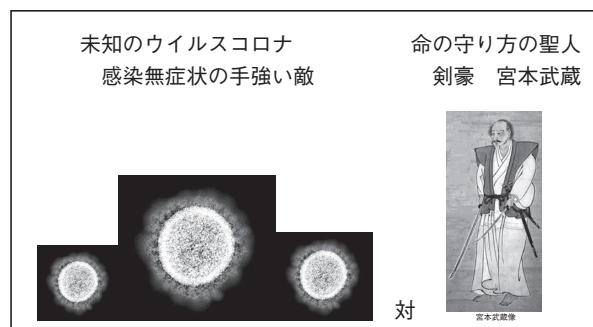 未知のウイルスコロナ
感染無症状の手強い敵
命の守り方の聖人
剣豪　宮本武蔵
対
宮本武蔵像